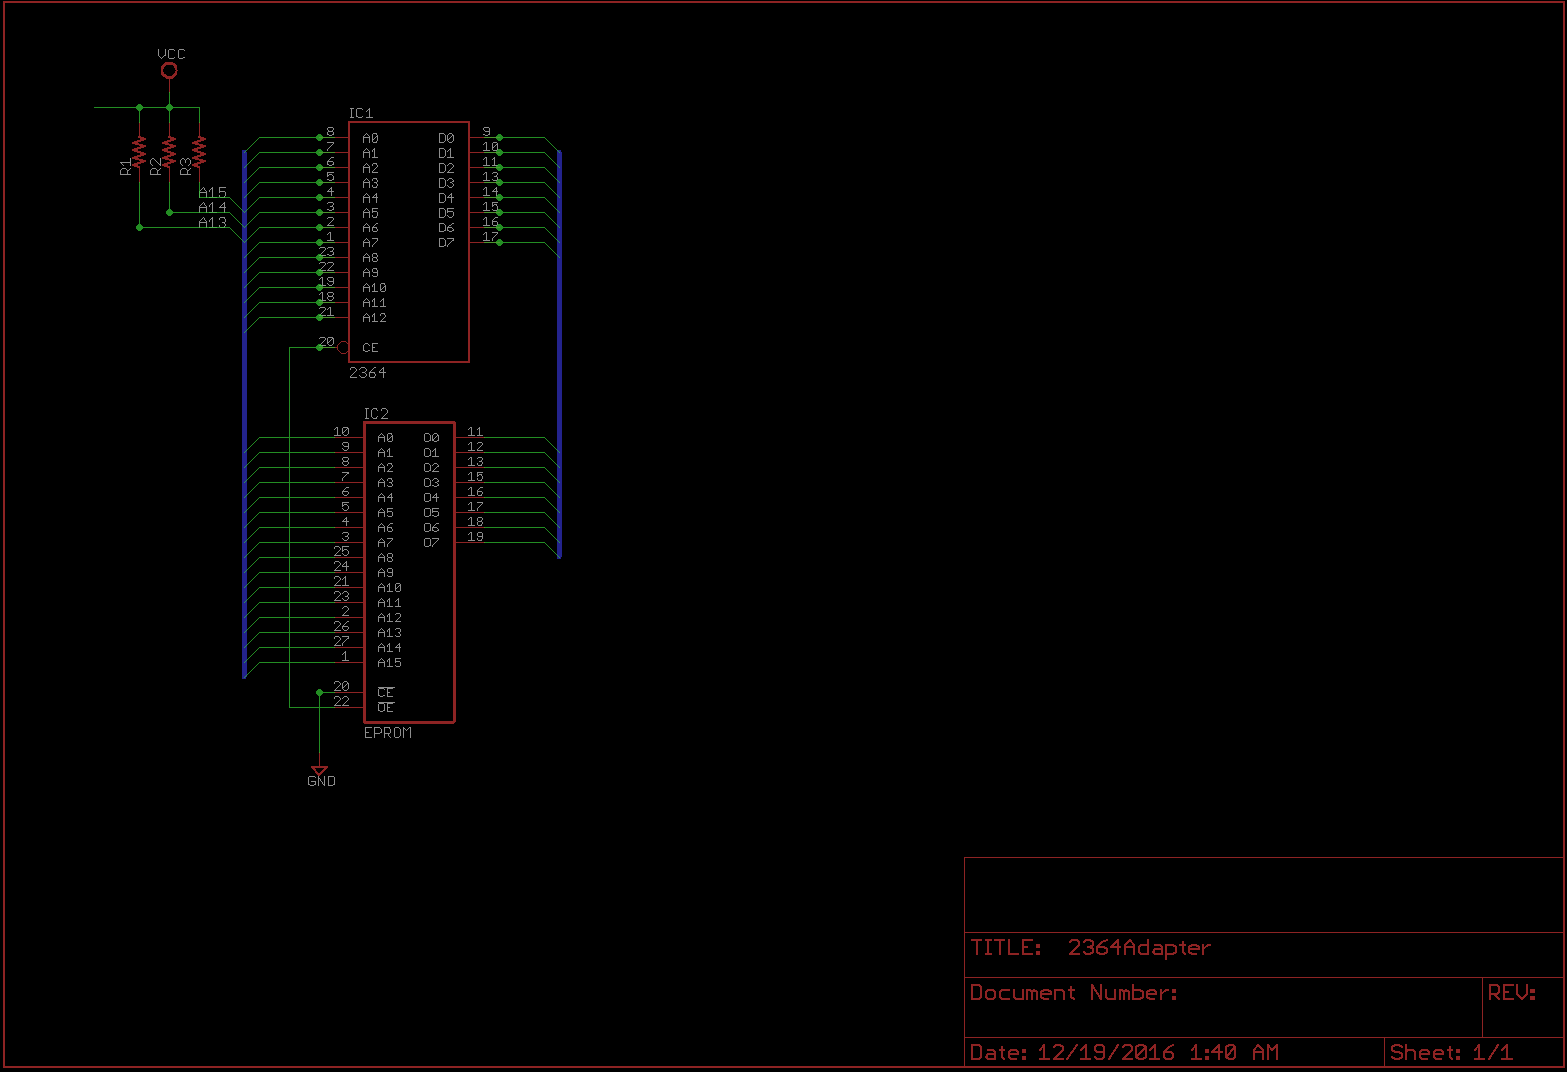 VCC
R1 R2 R3
A15
A14
A13
IC1
8 A0 D0 9
7 A1 D1 10
6 A2 D2 11
5 A3 D3 13
4 A4 D4 14
3 A5 D5 15
2 A6 D6 16
1 A7 D7 17
23 A8
22 A9
19 A10
18 A11
21 A12
20 CE
2364
IC2
10 A0 O0 11
9 A1 O1 12
8 A2 O2 13
7 A3 O3 15
6 A4 O4 16
5 A5 O5 17
4 A6 O6 18
3 A7 O7 19
25 A8
24 A9
21 A10
23 A11
2 A12
26 A13
27 A14
1 A15
20 CE
22 OE
EPROM
GND
TITLE: 2364Adapter
Document Number: REV:
Date: 12/19/2016 1:40 AM Sheet: 1/1